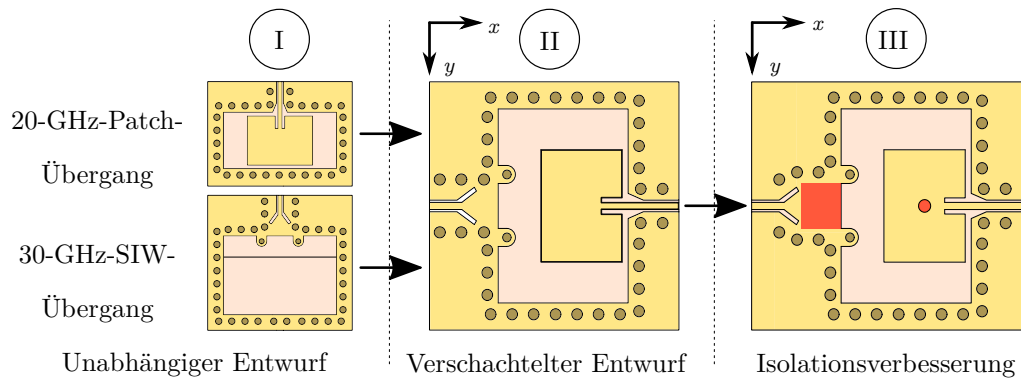 I
II
III
x
y
x
y
20-GHz-Patch-
Übergang
30-GHz-SIW-
Übergang
Unabhängiger Entwurf
Verschachtelter Entwurf
Isolationsverbesserung